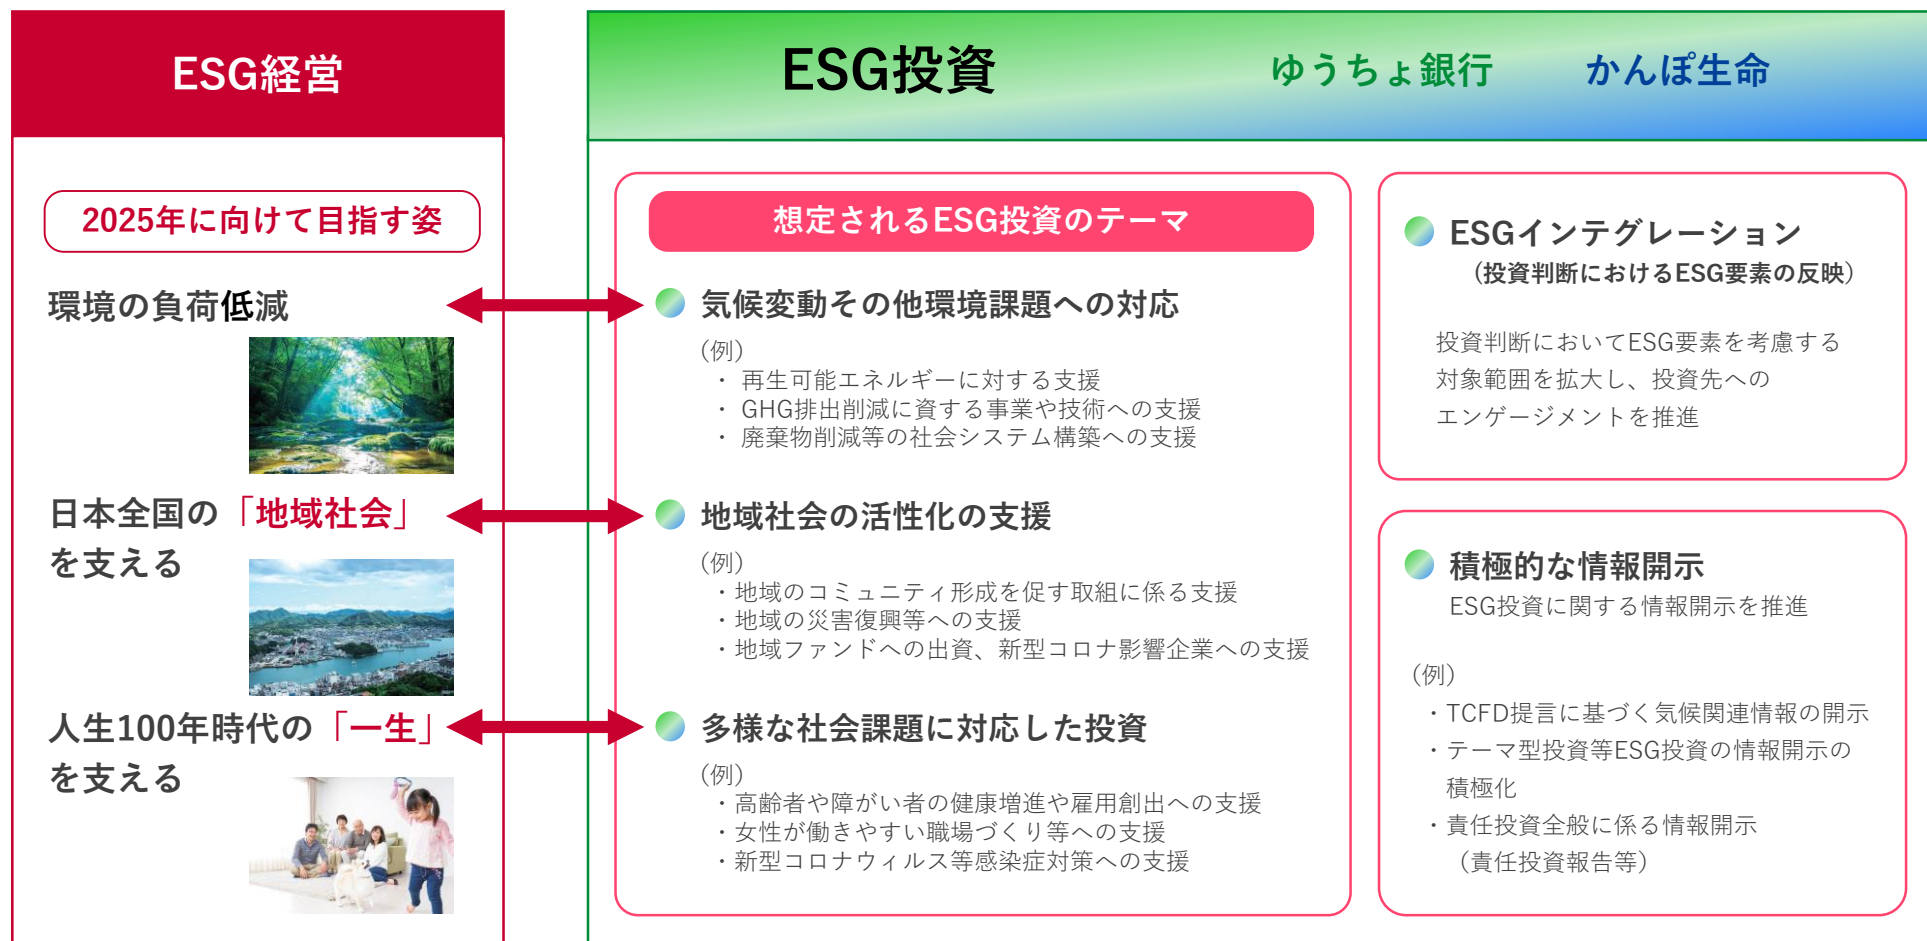 ESG経営
2025年に向けて目指す姿
環境の負荷低減
日本全国の「地域社会」
を支える
人生100年時代の「一生」
を支える
ESG投資
ゆうちょ銀行
かんぽ生命
想定されるESG投資のテーマ
気候変動その他環境課題への対応
（例）
・ 再生可能エネルギーに対する支援
・ GHG排出削減に資する事業や技術への支援
・ 廃棄物削減等の社会システム構築への支援
地域社会の活性化の支援
（例）
・地域のコミュニティ形成を促す取組に係る支援
・地域の災害復興等への支援
・地域ファンドへの出資、新型コロナ影響企業への支援
多様な社会課題に対応した投資
（例）
・高齢者や障がい者の健康増進や雇用創出への支援
・女性が働きやすい職場づくり等への支援
・新型コロナウィルス等感染症対策への支援
ESGインテグレーション
（投資判断におけるESG要素の反映）
投資判断においてESG要素を考慮する
対象範囲を拡大し、投資先への
エンゲージメントを推進
積極的な情報開示
ESG投資に関する情報開示を推進
（例）
・TCFD提言に基づく気候関連情報の開示
・テーマ型投資等ESG投資の情報開示の
積極化
・責任投資全般に係る情報開示
（責任投資報告等）